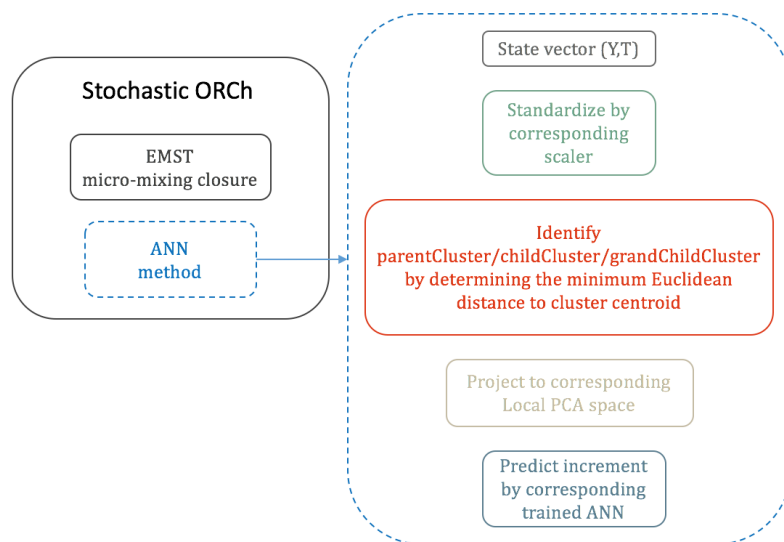 Stochastic ORCh
EMST
micro-mixing closure
ANN
method
State vector (Y,T)
Standardize by
corresponding
scaler
Identify
parentCluster/childCluster/grandChildCluster
by determining the minimum Euclidean
distance to cluster centroid
Project to corresponding
Local PCA space
Predict increment
by corresponding
trained ANN